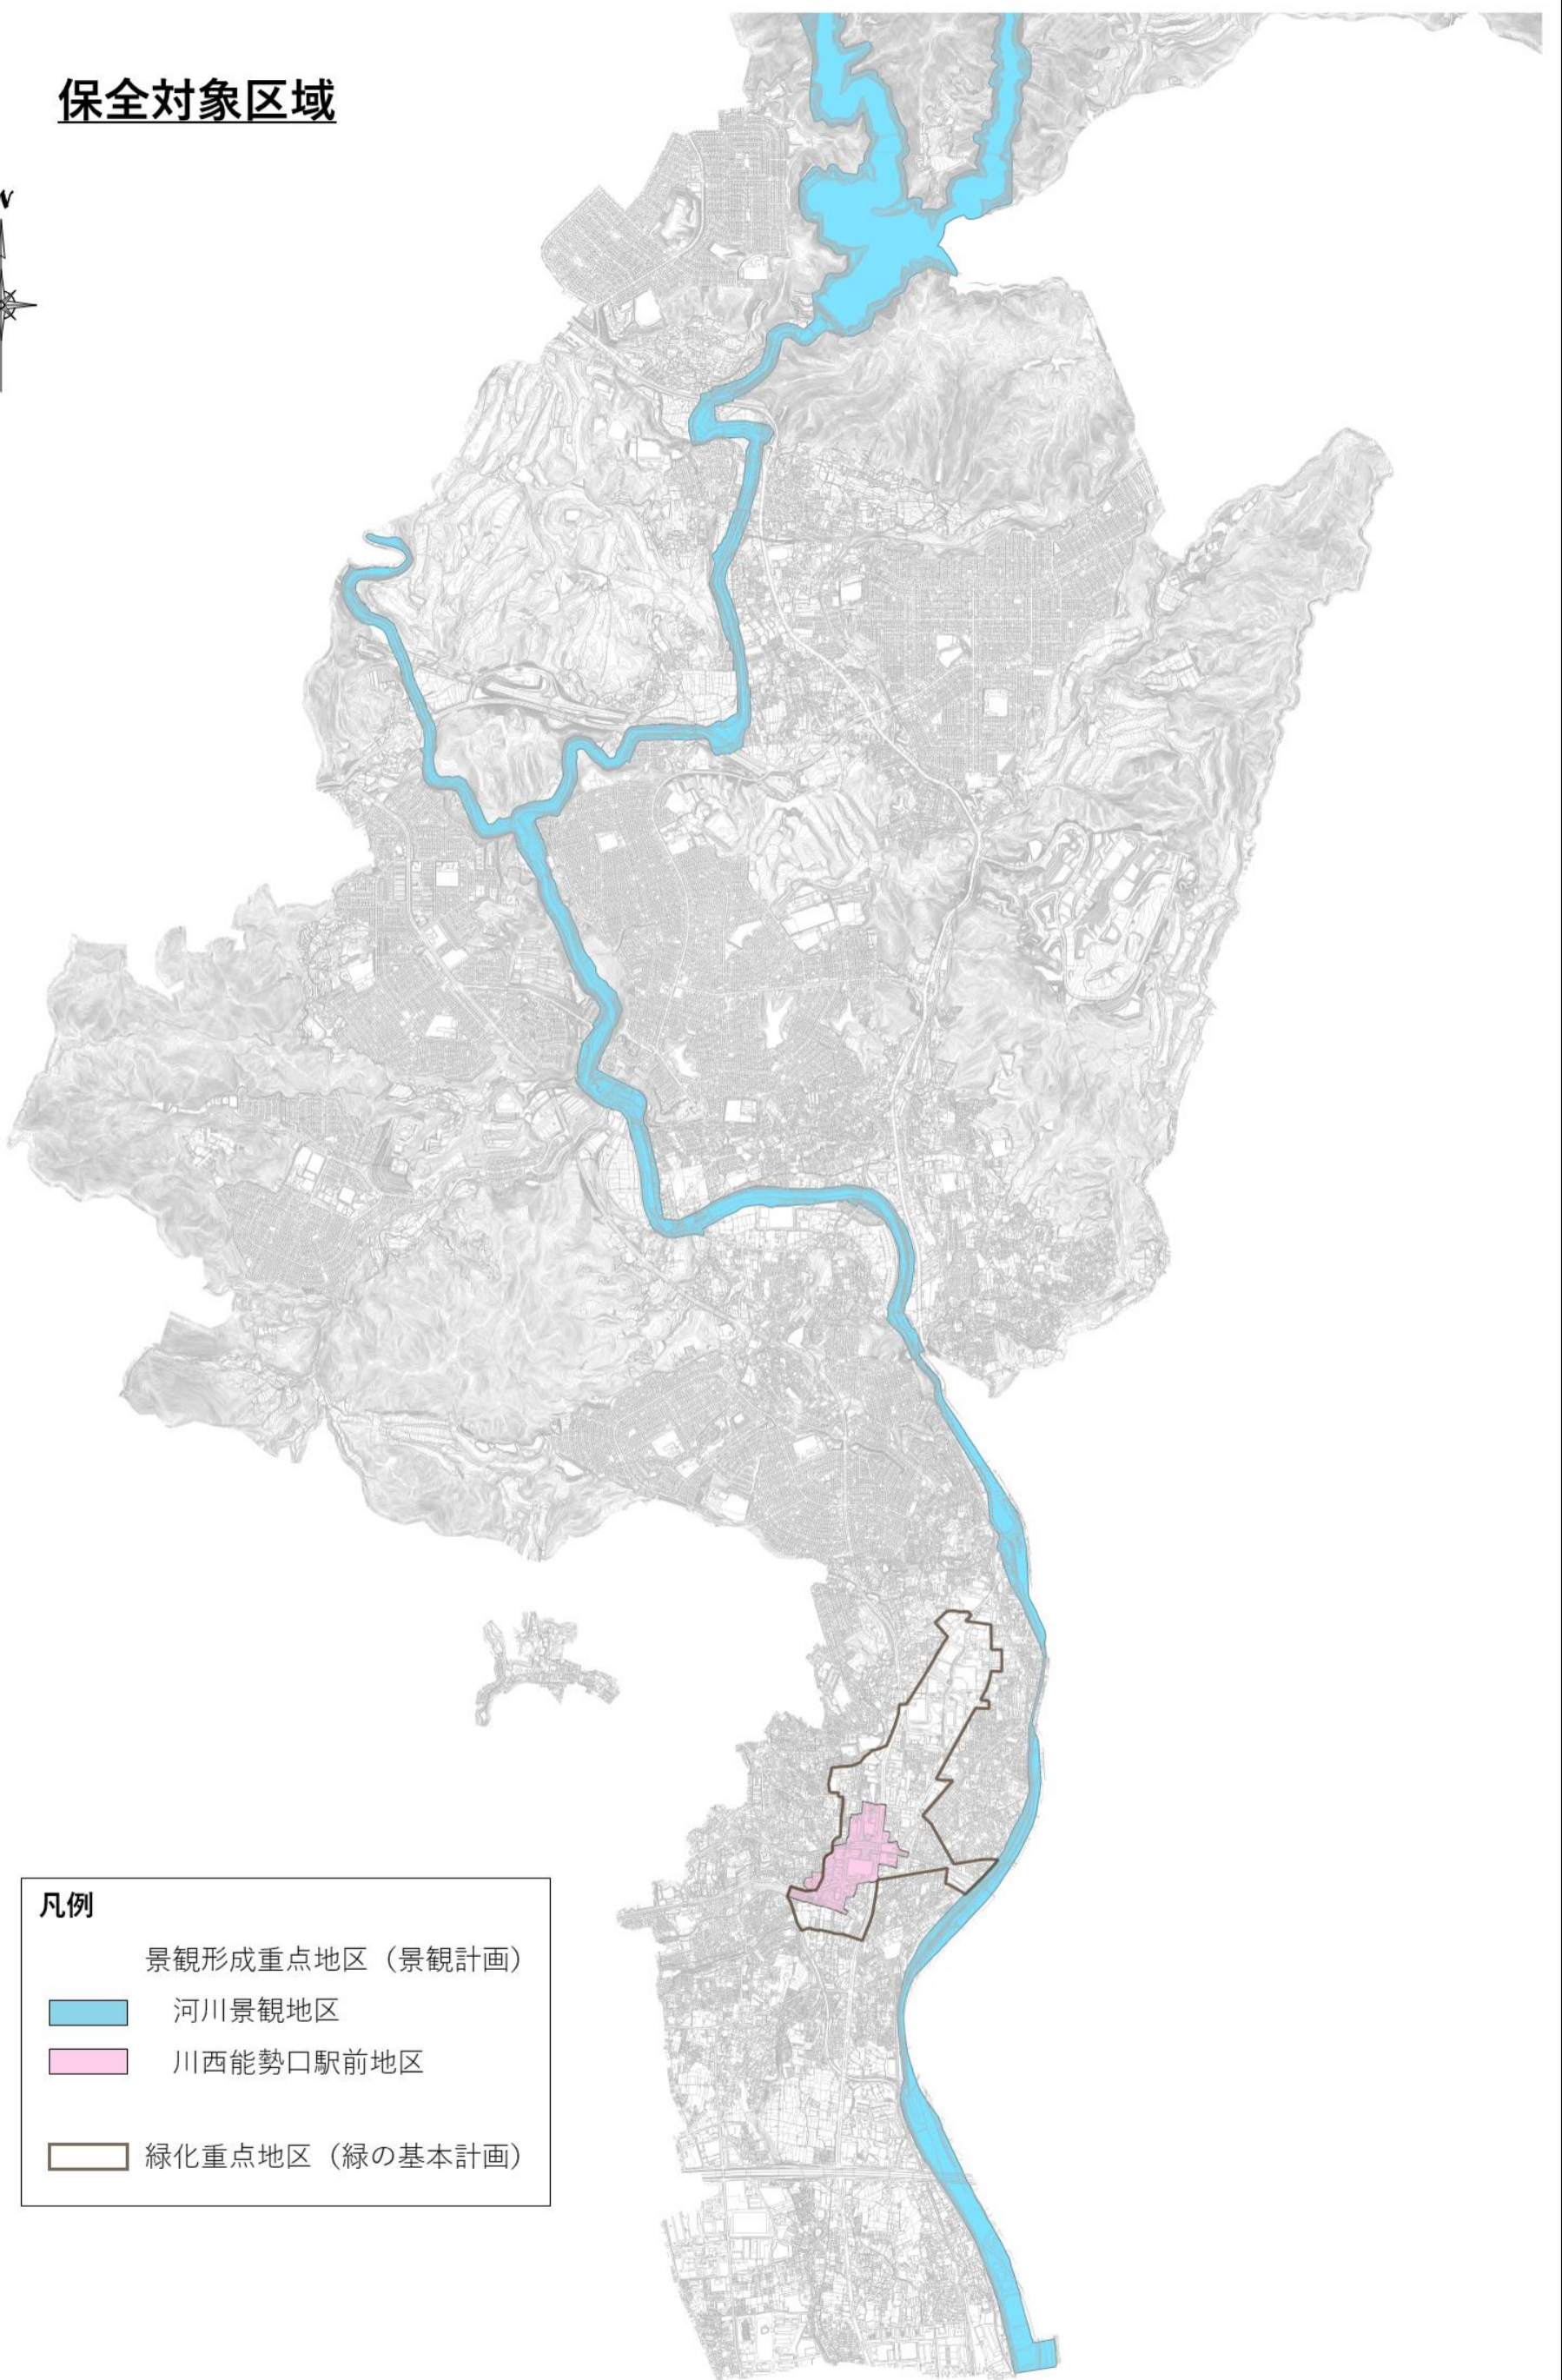 保全対象区域
N
凡例
景観形成重点地区（景観計画）
河川景観地区
川西能勢口駅前地区
緑化重点地区（緑の基本計画）